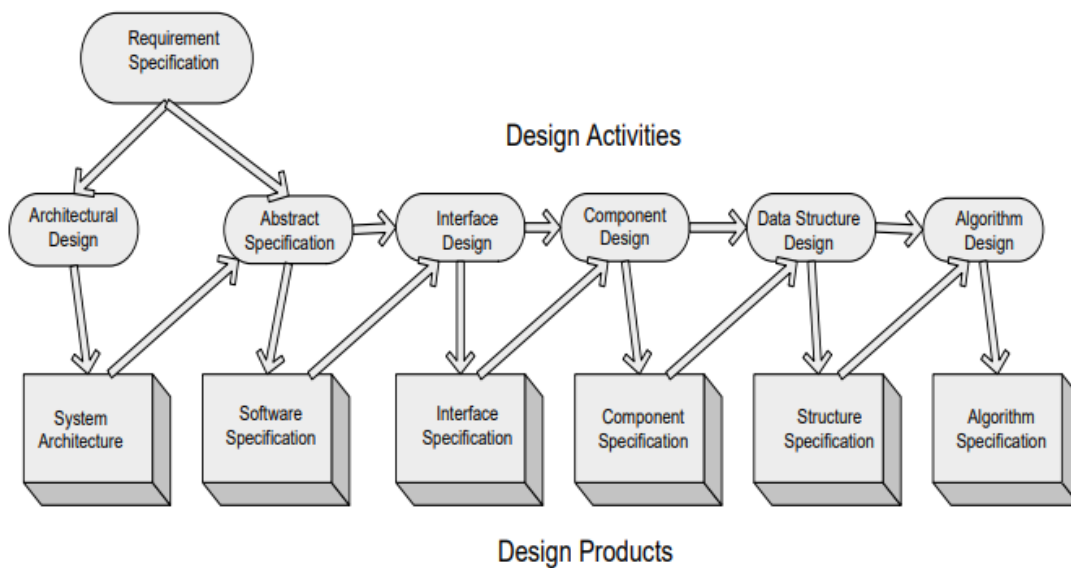 Requirement
Specification
Design Activities
Architectural
Design
Abstract
Specification
Interface
Design
Component
Design
Data Structure
Design
Algorithm
Design
System
Architecture
Software
Specification
Interface
Specification
Component
Specification
Structure
Specification
Algorithm
Specification
Design Products